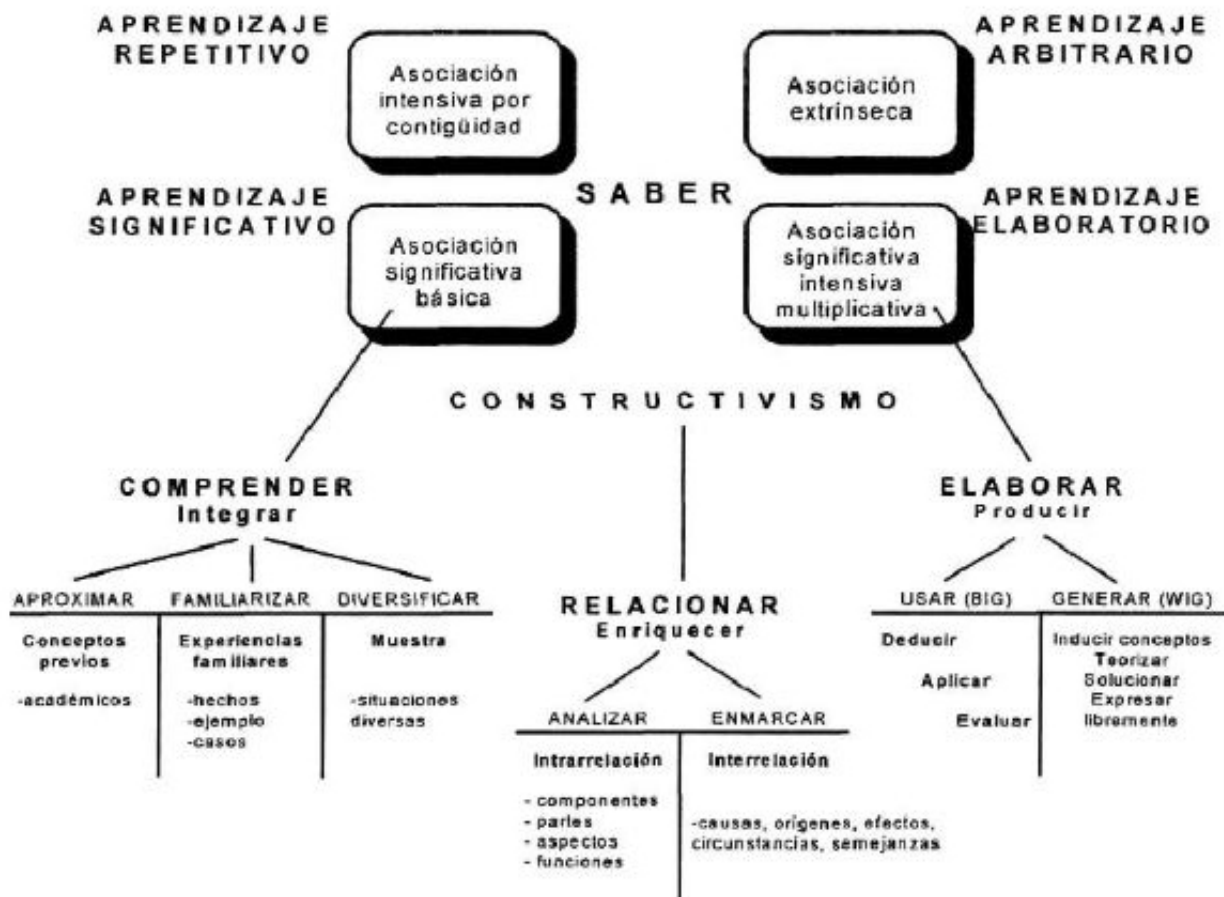 APRENDIZAJE
REPETITIVO
Asociación
intensiva por
contigüidad
Asociación
extrínseca
APRENDIZAJE
ARBITRARIO
SABER
APRENDIZAJE
SIGNIFICATIVO
Asociación
significativa
básica
Asociación
significativa
intensiva
multiplicativa
APRENDIZAJE
ELABORATORIO
CONSTRUCTIVISMO
COMPRENDER
Integrar
APROXIMAR
Conceptos
previos
-académicos
FAMILIARIZAR
Experiencias
familiares
-hechos
-ejemplo
-casos
DIVERSIFICAR
Muestra
-situaciones
diversas
RELACIONAR
Enriquecer
ANALIZAR
Intrarrelación
- componentes
- partes
- aspectos
- funciones
ENMARCAR
Interrelación
-causas, orígenes, efectos,
circunstancias, semejanzas
ELABORAR
Producir
USAR (BIG)
Deducir
Aplicar
Evaluar
GENERAR (WIG)
Inducir conceptos
Teorizar
Solucionar
Expresar
libremente